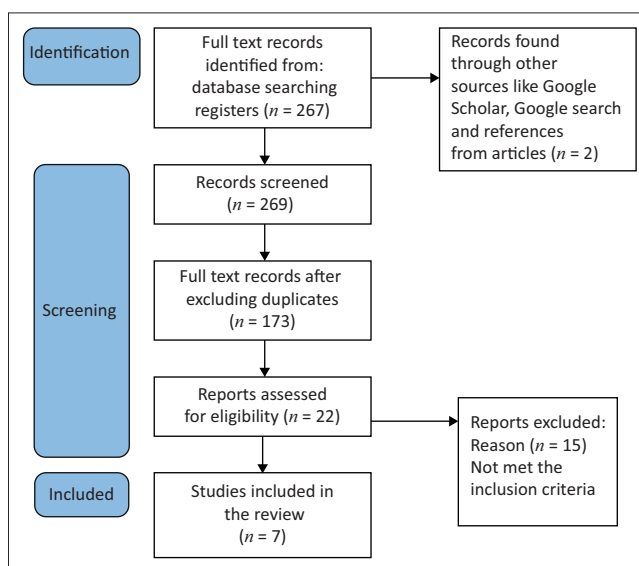 Identification
Full text records
identified from:
database searching
registers (n = 267)
Records found
through other
sources like Google
Scholar, Google search
and references
from articles (n = 2)
Screening
Records screened
(n = 269)
Full text records after
excluding duplicates
(n = 173)
Reports assessed
for eligibility (n = 22)
Reports excluded:
Reason (n = 15)
Not met the
inclusion criteria
Included
Studies included in
the review
(n = 7)